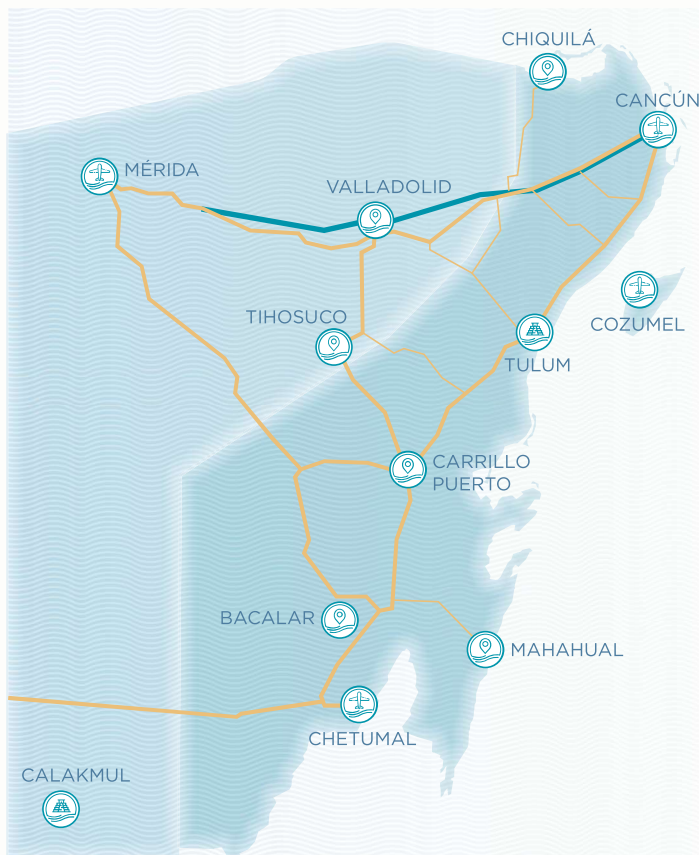 CHIQUILÁ
CANCÚN
MÉRIDA
VALLADOLID
TIHOSUCO
COZUMEL
TULUM
CARRILLO
PUERTO
BACALAR
MAHAHUAL
CHETUMAL
CALAKMUL